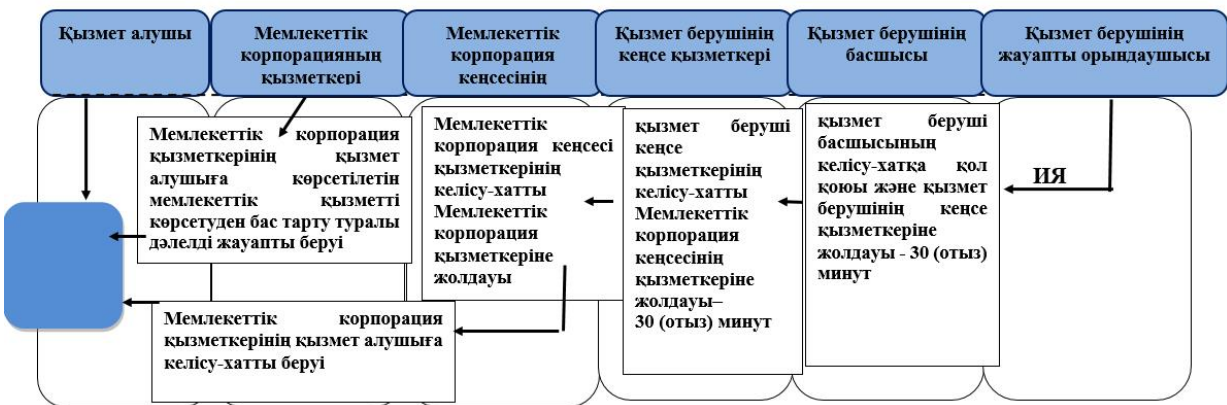 Қызмет алушы
Мемлекеттік
корпорацияның
қызметкері
Мемлекеттік
корпорация
кеңсесінің
Қызмет берушінің
кеңсе қызметкері
Қызмет берушінің
басшысы
Қызмет берушінің
жауапты орындаушысы
Мемлекеттік корпорация
қызметкерінің қызмет
алушыға көрсетілетін
мемлекеттік қызметті
көрсетуден бас тарту туралы
дәлелді жауапты беруі
Мемлекеттік корпорация
қызметкерінің қызмет алушыға
келісу-хатты беруі
Мемлекеттік
корпорация кеңсесі
қызметкерінің
келісу-хатты
Мемлекеттік
корпорация
қызметкеріне
жолдауы
қызмет беруші
кеңсе
қызметкерінің
келісу-хатты
Мемлекеттік
корпорация
кеңсесінің
қызметкеріне
жолдауы–
30 (отыз) минут
қызмет беруші
басшысының
келісу-хатқа қол
қоюы және қызмет
берушінің кеңсе
қызметкеріне
жолдауы - 30 (отыз)
минут
ИЯ